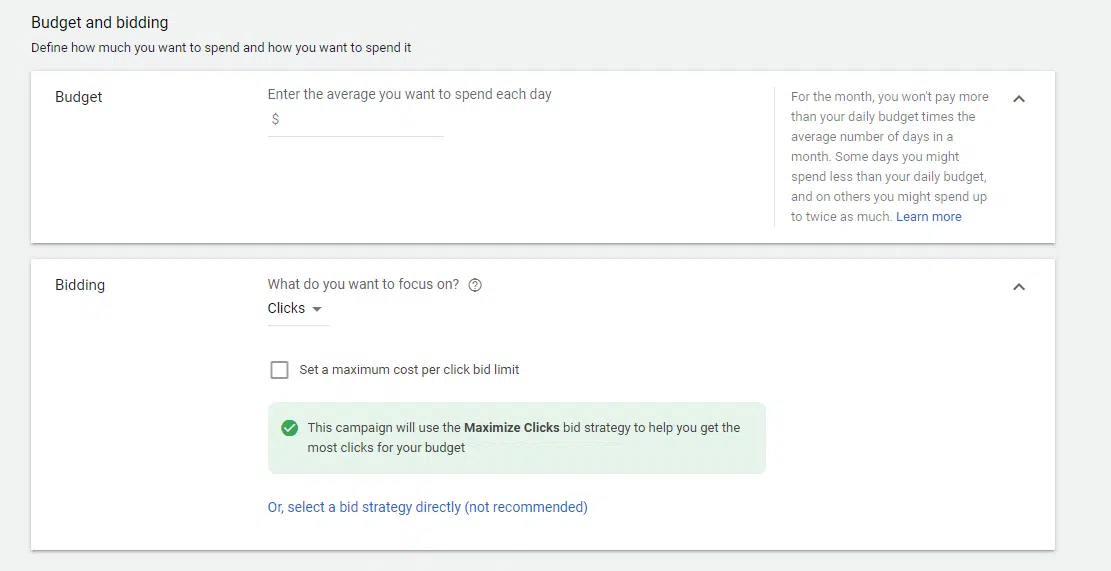 Budget and bidding
Define how much you want to spend and how you want to spend it
Budget
Enter the average you want to spend each day
$
For the month, you won't pay more
than your daily budget times the
average number of days in a
month. Some days you might
spend less than your daily budget,
and on others you might spend up
to twice as much. Learn more
Bidding
What do you want to focus on?
Clicks
Set a maximum cost per click bid limit
This campaign will use the Maximize Clicks bid strategy to help you get the
most clicks for your budget
Or, select a bid strategy directly (not recommended)